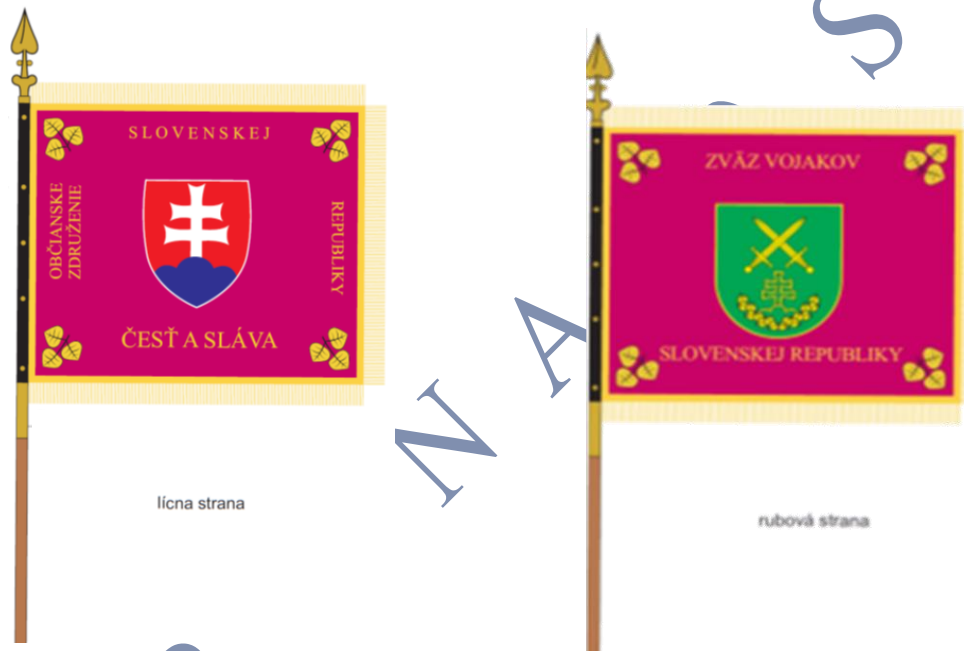 SLOVENSKEJ
OBČIANSKE
ZDRUŽENIE
REPUBLIKY
ČESŤ A SLÁVA
lícna strana
ZVÄZ VOJAKOV
SLOVENSKEJ REPUBLIKY
rubová strana
N A
S